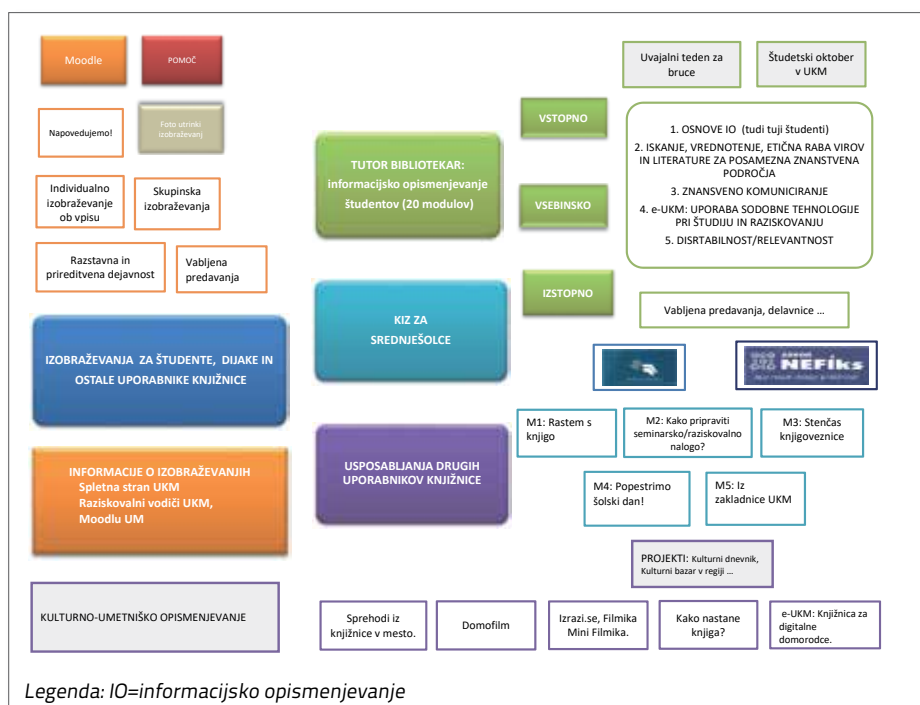 Moodle
POMOČ
Napovedujemo!
Foto utrinki
izobraževanj
Individualno
izobraževanje
ob vpisu
Skupinska
izobraževanja
Razstavna in
prireditvena dejavnost
Vabljena
predavanja
IZOBRAŽEVANJA ZA ŠTUDENTE, DIJAKE IN
OSTALE UPORABNIKE KNJIŽNICE
INFORMACIJE O IZOBRAŽEVANJIH
Spletna stran UKM
Raziskovalni vodiči UKM,
Moodlu UM
KULTURNO-UMETNIŠKO OPISMENJEVANJE
TUTOR BIBLIOTEKAR:
informacijsko opismenjevanje
študentov (20 modulov)
KIZ ZA
SREDNJEŠOLCE
USPOSABLJANJA DRUGIH
UPORABNIKOV KNJIŽNICE
VSTOPNO
VSEBINSKO
IZSTOPNO
Uvajalni teden za
bruce
Študetski oktober
v UKM
1. OSNOVE IO (tudi tuji študenti)
2. ISKANJE, VREDNOTENJE, ETIČNA RABA VIROV
IN LITERATURE ZA POSAMEZNA ZNANSTVENA
PODROČJA
3. ZNANSVENO KOMUNICIRANJE
4. e-UKM: UPORABA SODOBNE TEHNOLOGIJE
PRI ŠTUDIJU IN RAZISKOVANJU
5. DISRTABILNOST/RELEVANTNOST
Vabljena predavanja, delavnice …
NEFIKs
M1: Rastem s
knjigo
M2: Kako pripraviti
seminarsko/raziskovalno
nalogo?
M3: Stenčas
knjigoveznice
M4: Popestrimo
šolski dan!
M5: Iz
zakladnice UKM
PROJEKTI: Kulturni dnevnik,
Kulturni bazar v regiji …
Sprehodi iz
knjižnice v mesto.
Domofilm
Izrazi.se, Filmika
Mini Filmika.
Kako nastane
knjiga?
e-UKM: Knjižnica za
digitalne
domorodce.
Legenda: IO=informacijsko opismenjevanje